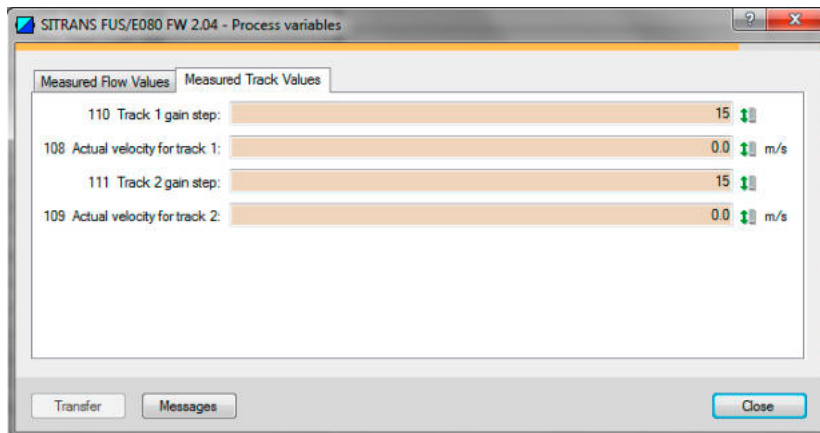 SITRANS FUS/E080 FW 2.04 - Process variables
?
Measured Flow Values Measured Track Values
110 Track 1 gain step: 15
108 Actual velocity for track 1: 0.0 m/s
111 Track 2 gain step: 15
109 Actual velocity for track 2: 0.0 m/s
Transfer Messages Close